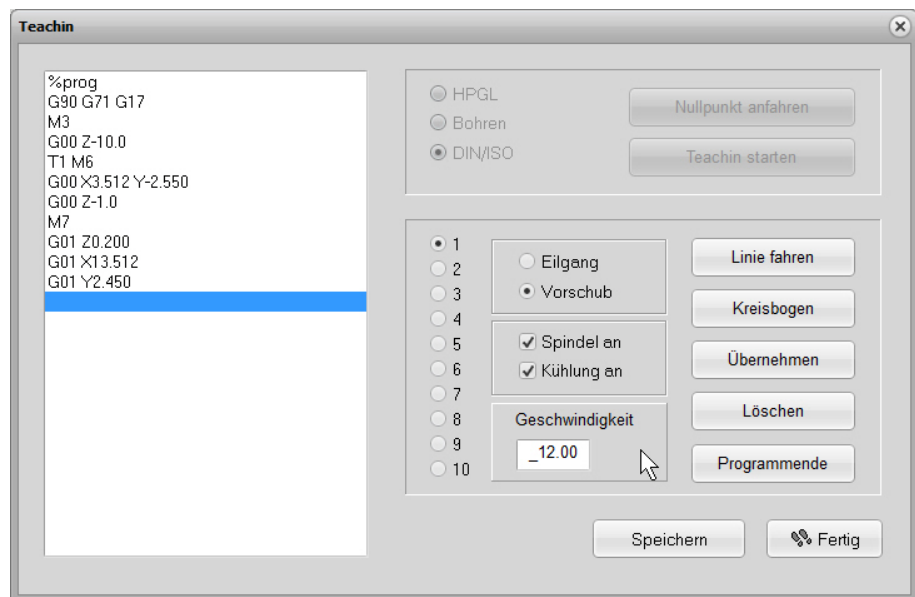 Teachin
%prog
G90 G71 G17
M3
G00 Z-10.0
T1 M6
G00 X3.512 Y-2.550
G00 Z-1.0
M7
G01 Z0.200
G01 X13.512
G01 Y2.450
HPGL
Bohren
DIN/ISO
Nullpunkt anfahren
Teachin starten
1
2
3
4
5
6
7
8
9
10
Eilgang
Vorschub
Spindel an
Kühlung an
Geschwindigkeit
_12.00
Linie fahren
Kreisbogen
Übernehmen
Löschen
Programmende
Speichern
Fertig